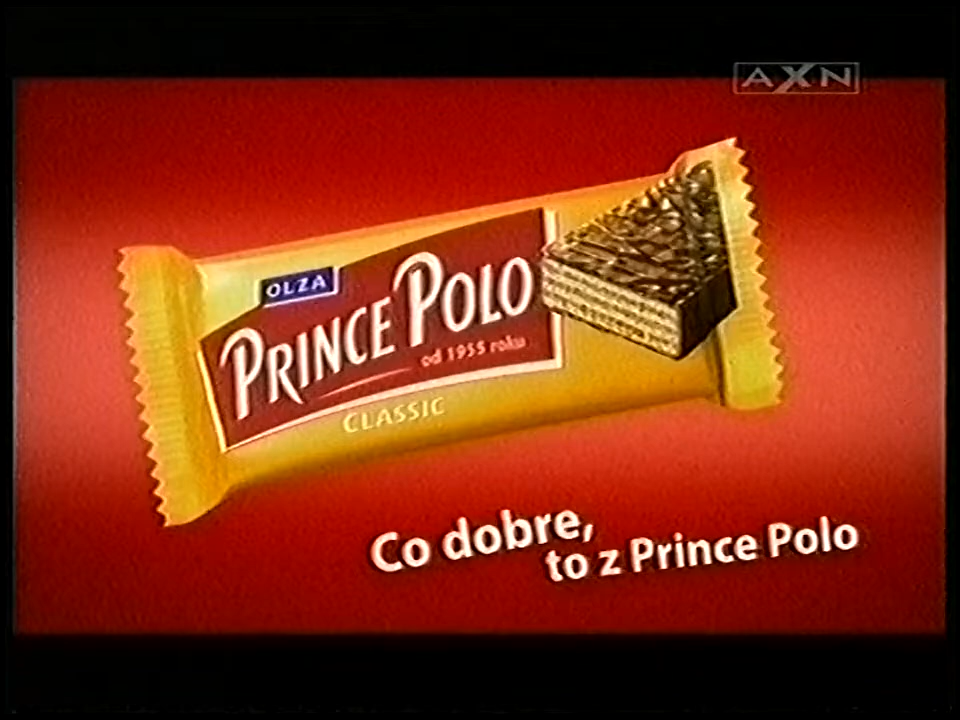 AXN
OLZA
PRINCE POLO
od 1955 roku
CLASSIC
Co dobre,
to z Prince Polo